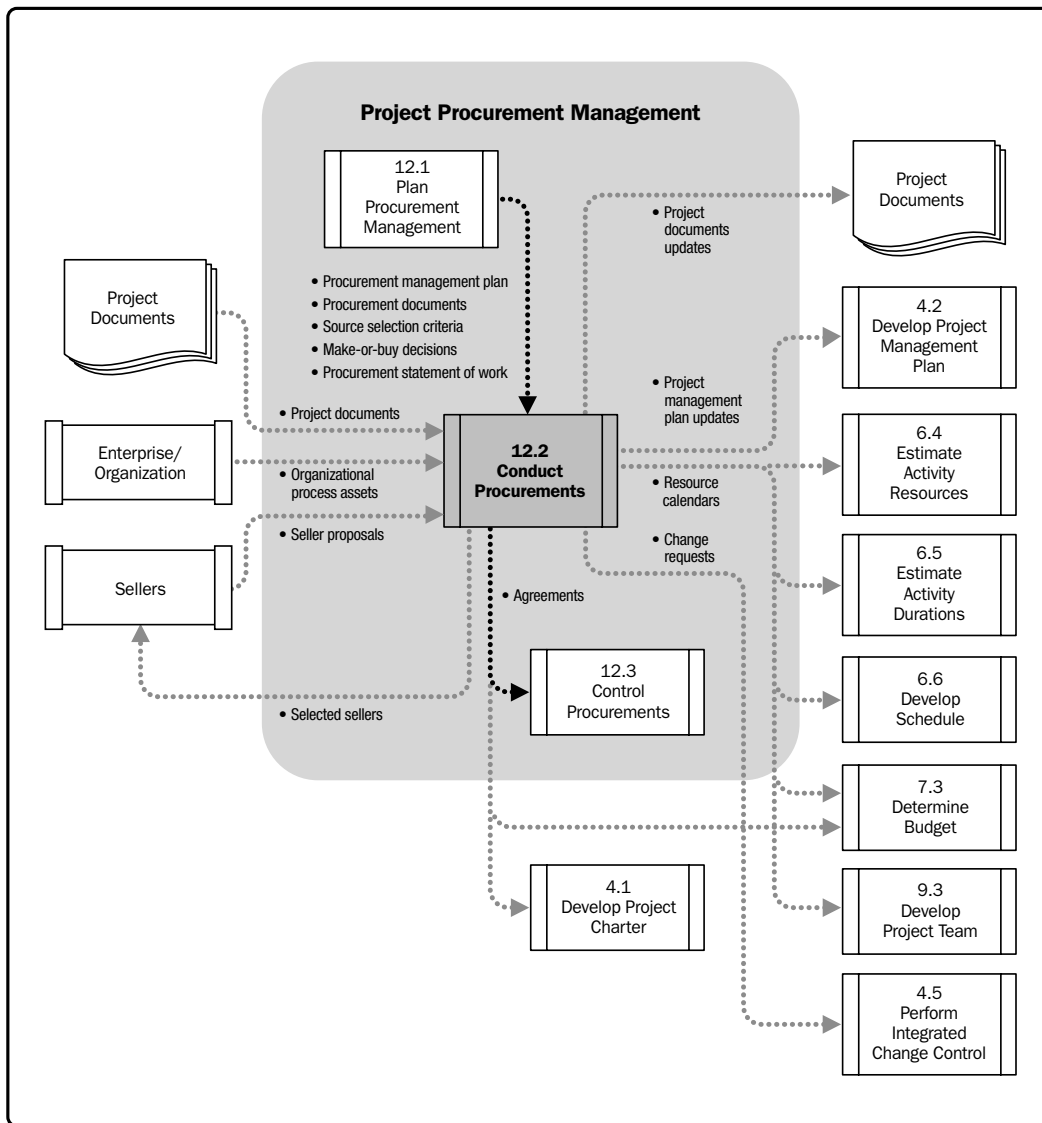 Project Procurement Management
12.1
Plan
Procurement
Management
Project
Documents
• Project
documents
updates
• Procurement management plan
• Procurement documents
• Source selection criteria
• Make-or-buy decisions
• Procurement statement of work
Project
Documents
4.2
Develop Project
Management
Plan
• Project
management
plan updates
• Project documents
Enterprise/
Organization
• Organizational
process assets
12.2
Conduct
Procurements
• Resource
calendars
6.4
Estimate
Activity
Resources
• Seller proposals
• Change
requests
Sellers
• Agreements
6.5
Estimate
Activity
Durations
12.3
Control
Procurements
6.6
Develop
Schedule
• Selected sellers
7.3
Determine
Budget
4.1
Develop Project
Charter
9.3
Develop
Project Team
4.5
Perform
Integrated
Change Control